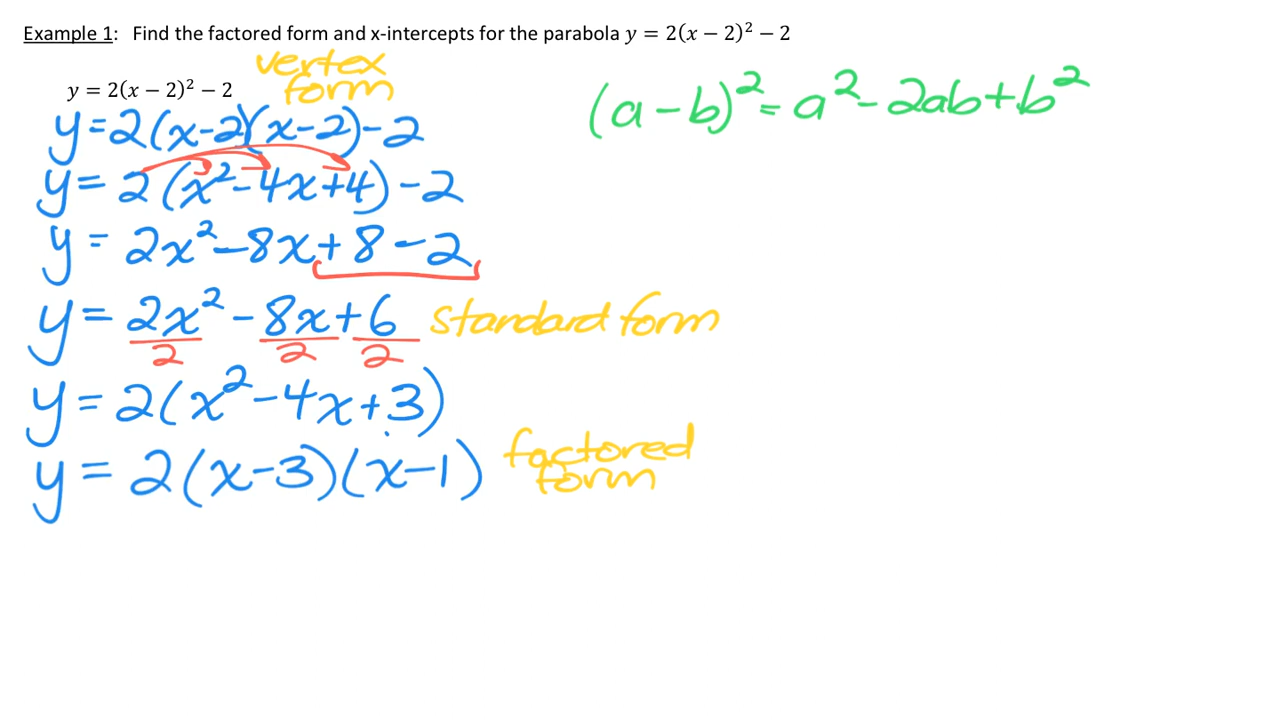 Example 1:   Find the factored form and x-intercepts for the parabola y = 2(x − 2)² − 2
vertex
form
y = 2(x − 2)² − 2
(a-b)²= a²- 2ab+b²
y=2(x-2)(x-2)-2
y= 2(x²-4x+4)-2
y= 2x²-8x+8-2
y= 2x²-8x+6 standard form
2 2 2
y= 2(x²-4x+3)
y= 2(x-3)(x-1) factored
form